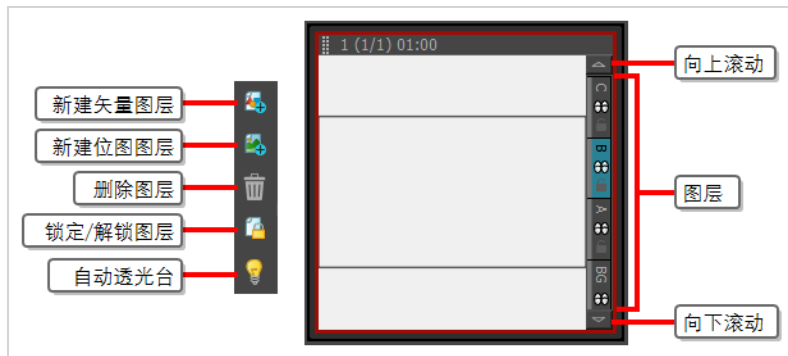 1 (1/1) 01:00
向上滚动
新建矢量图层
新建位图图层
删除图层
锁定/解锁图层
自动透光台
C
B
A
BG
图层
向下滚动